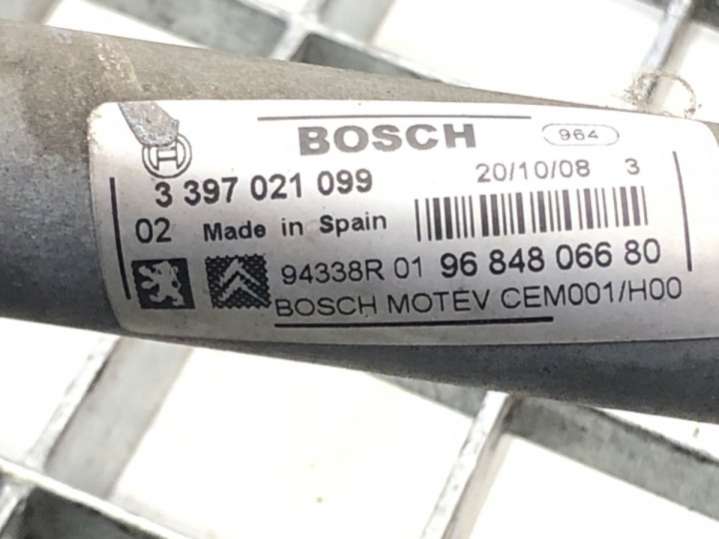 BOSCH 964
3 397 021 099 20/10/08 3
02 Made in Spain
94338R 01 96 848 066 80
BOSCH MOTEV CEM001/H00